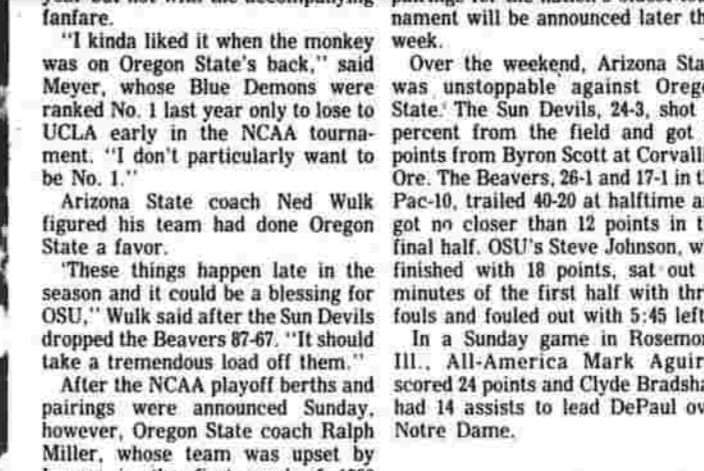 fanfare.
"I kinda liked it when the monkey
was on Oregon State's back," said
Meyer, whose Blue Demons were
ranked No. 1 last year only to lose to
UCLA early in the NCAA tourna-
ment. "I don't particularly want to
be No. 1."
Arizona State coach Ned Wulk
figured his team had done Oregon
State a favor.
'These things happen late in the
season and it could be a blessing for
OSU," Wulk said after the Sun Devils
dropped the Beavers 87-67. "It should
take a tremendous load off them."
After the NCAA playoff berths and
pairings were announced Sunday,
however, Oregon State coach Ralph
Miller, whose team was upset by
nament will be announced later th
week.
Over the weekend, Arizona Sta
was unstoppable against Orego
State. The Sun Devils, 24-3, shot
percent from the field and got
points from Byron Scott at Corvalli
Ore. The Beavers, 26-1 and 17-1 in th
Pac-10, trailed 40-20 at halftime a
got no closer than 12 points in t
final half. OSU's Steve Johnson, w
finished with 18 points, sat out
minutes of the first half with thr
fouls and fouled out with 5:45 left
In a Sunday game in Rosemon
Ill., All-America Mark Aguir
scored 24 points and Clyde Bradsha
had 14 assists to lead DePaul ov
Notre Dame.